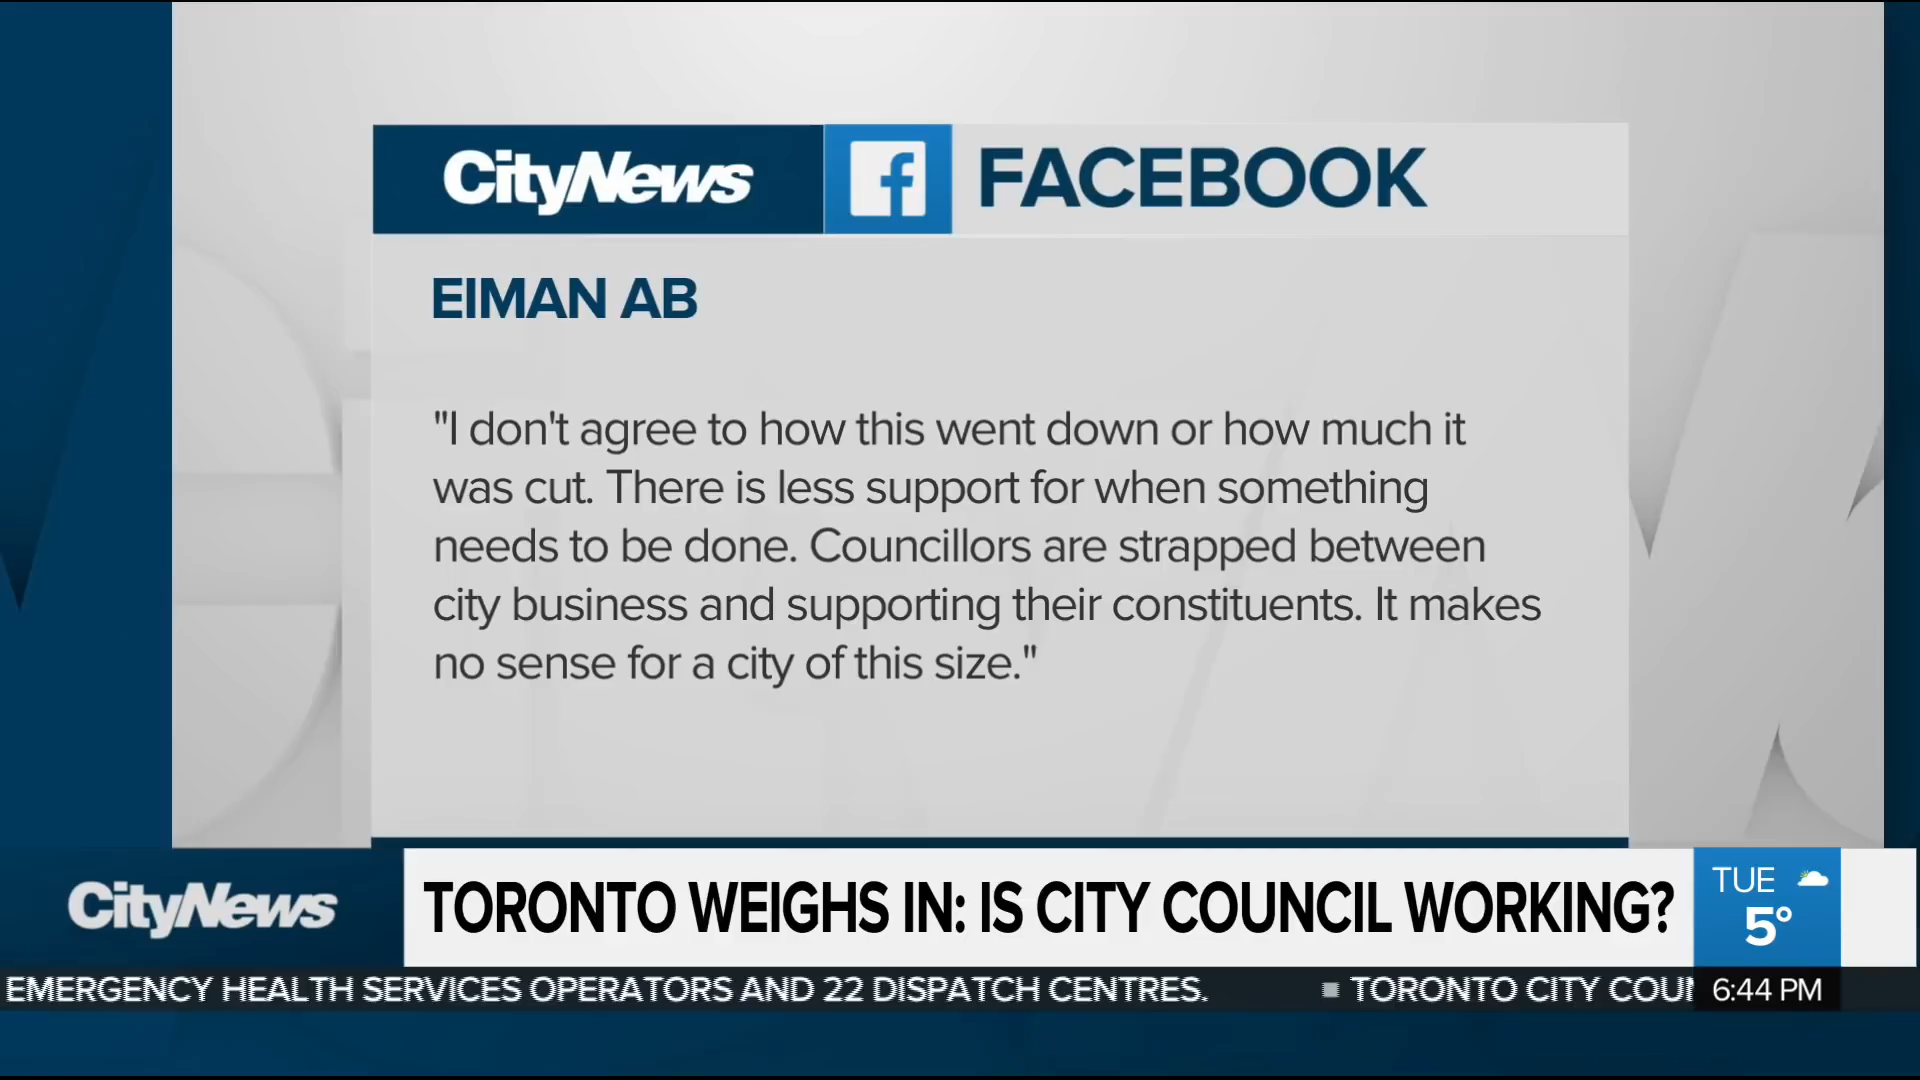 CityNews
FACEBOOK
EIMAN AB
"I don't agree to how this went down or how much it
was cut. There is less support for when something
needs to be done. Councillors are strapped between
city business and supporting their constituents. It makes
no sense for a city of this size."
CityNews
TORONTO WEIGHS IN: IS CITY COUNCIL WORKING?
TUE
5°
EMERGENCY HEALTH SERVICES OPERATORS AND 22 DISPATCH CENTRES.
TORONTO CITY COUN
6:44 PM